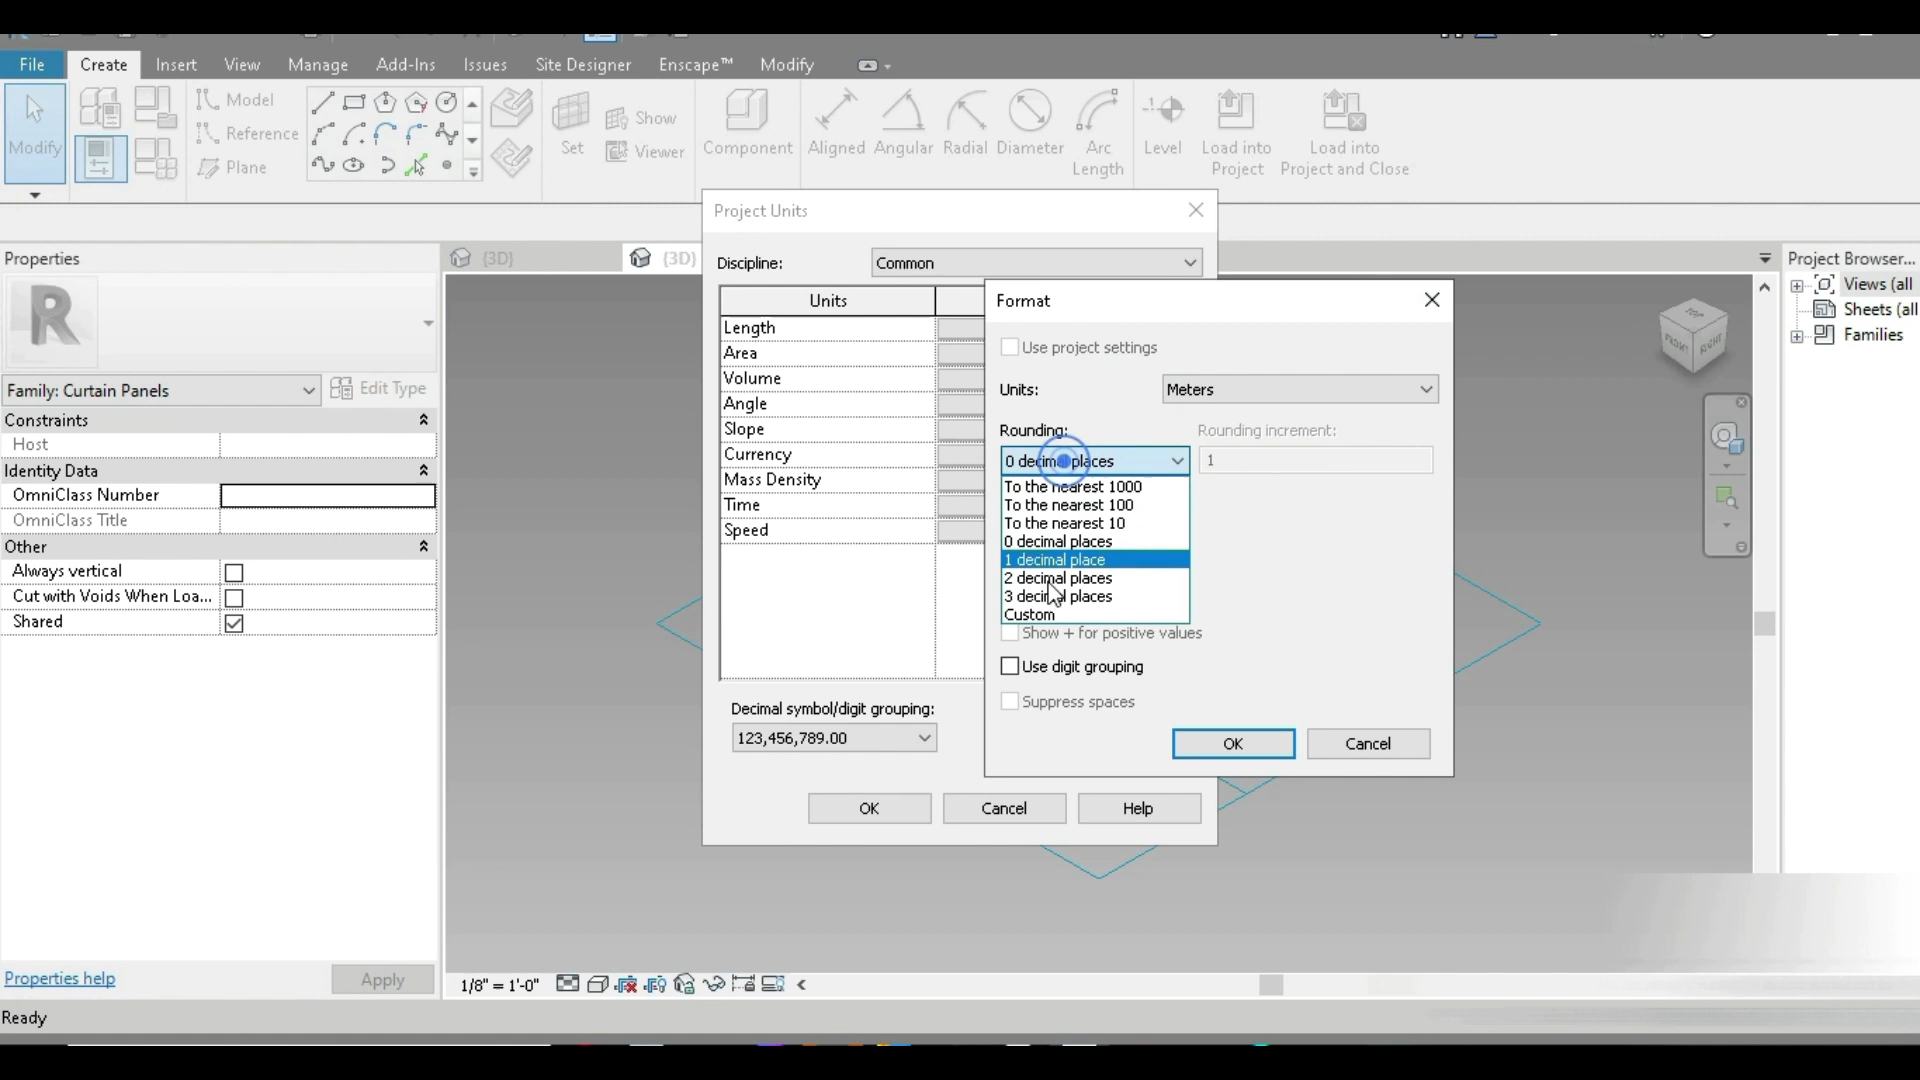 File Create Insert View Manage Add-Ins Issues Site Designer Enscape™ Modify
Modify
Model
Reference
Plane
Set
Show
Viewer
Component
Aligned Angular Radial Diameter Arc Length
Level
Load into Project
Load into Project and Close
Properties
R
Family: Curtain Panels
Edit Type
Constraints
Host
Identity Data
OmniClass Number
OmniClass Title
Other
Always vertical
Cut with Voids When Loa...
Shared
Properties help
Apply
Ready
{3D}
{3D}
Project Units
Discipline: Common
Units
Length
Area
Volume
Angle
Slope
Currency
Mass Density
Time
Speed
Decimal symbol/digit grouping:
123,456,789.00
OK Cancel Help
Format
Use project settings
Units: Meters
Rounding: Rounding increment:
0 decimal places 1
To the nearest 1000
To the nearest 100
To the nearest 10
0 decimal places
1 decimal place
2 decimal places
3 decimal places
Custom
Show + for positive values
Use digit grouping
Suppress spaces
OK Cancel
TOP
FRONT RIGHT
Project Browser...
Views (all
Sheets (all
Families
1/8" = 1'-0"